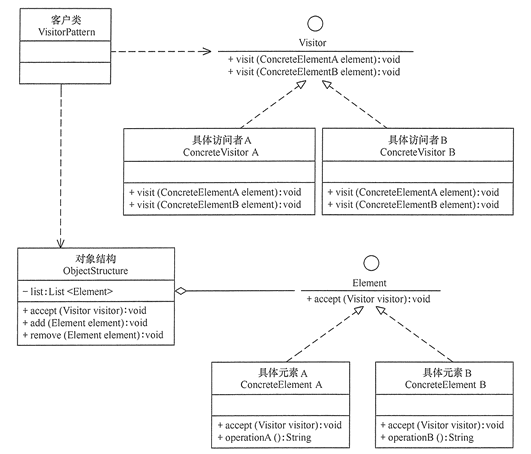 客户类
VisitorPattern
Visitor
+ visit (ConcreteElementA element):void
+ visit (ConcreteElementB element):void
具体访问者 A
ConcreteVisitor A
+ visit (ConcreteElementA element):void
+ visit (ConcreteElementB element):void
具体访问者 B
ConcreteVisitor B
+ visit (ConcreteElementA element):void
+ visit (ConcreteElementB element):void
对象结构
ObjectStructure
- list:List <Element>
+ accept (Visitor visitor):void
+ add (Element element):void
+ remove (Element element):void
Element
+ accept (Visitor visitor):void
具体元素 A
ConcreteElement A
+ accept (Visitor visitor):void
+ operationA ():String
具体元素 B
ConcreteElement B
+ accept (Visitor visitor):void
+ operationB ():String